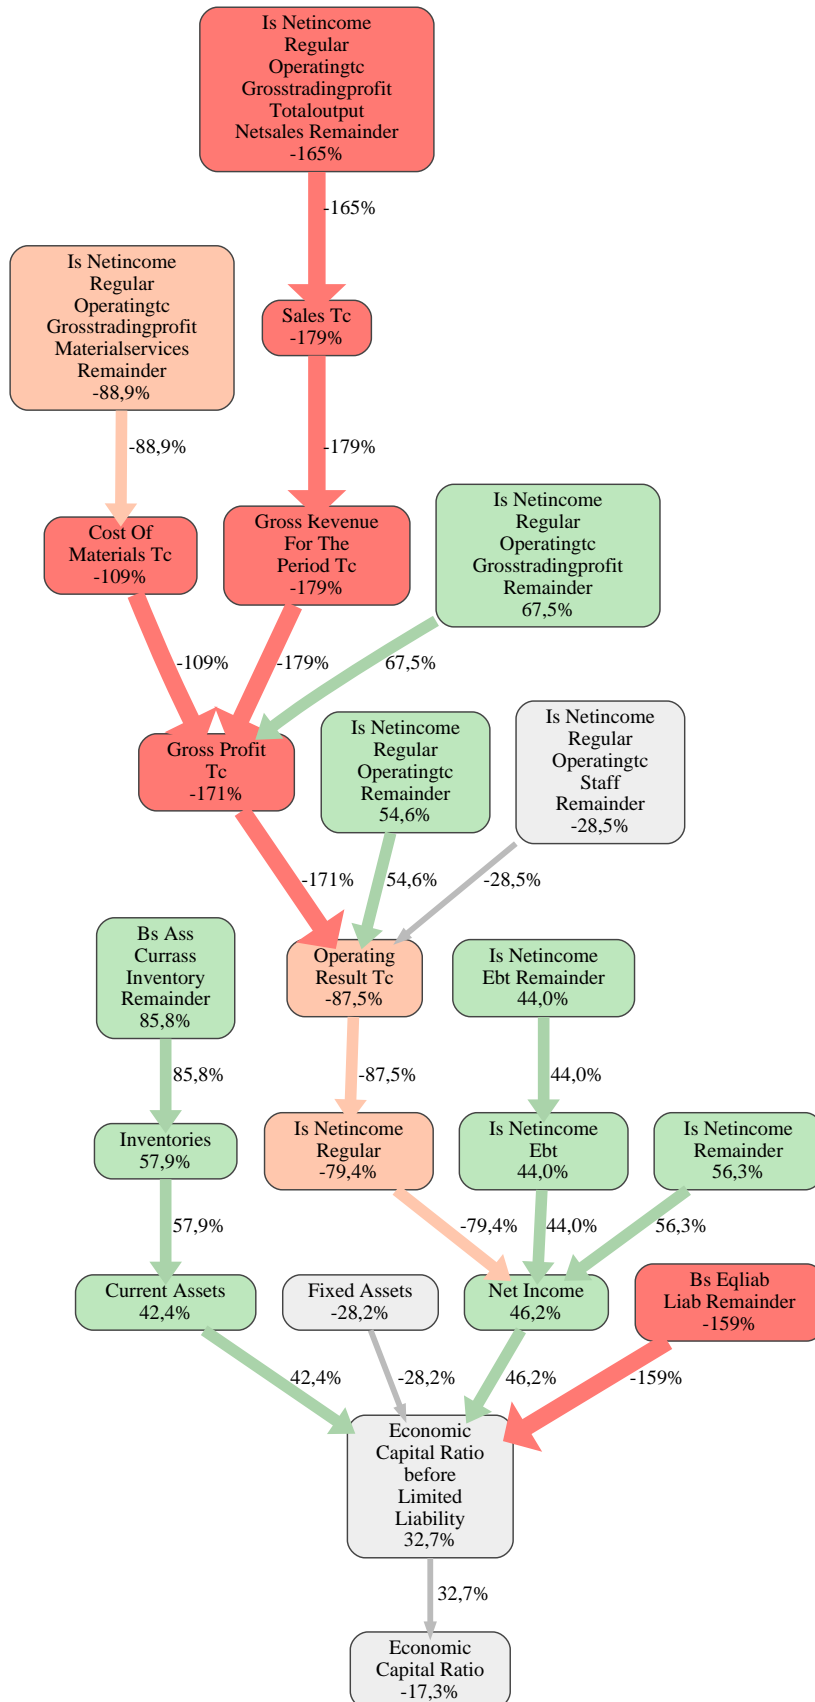 Is Netincome
Regular
Operatingtc
Grosstradingprofit
Totaloutput
Netsales Remainder
-165%
-165%
Is Netincome
Regular
Operatingtc
Grosstradingprofit
Materialservices
Remainder
-88,9%
Sales Tc
-179%
-88,9%
-179%
Is Netincome
Regular
Operatingtc
Grosstradingprofit
Remainder
67,5%
Gross Revenue
For The
Period Tc
-179%
Cost Of
Materials Tc
-109%
-109%
-179%
67,5%
Gross Profit
Tc
-171%
Is Netincome
Regular
Operatingtc
Remainder
54,6%
Is Netincome
Regular
Operatingtc
Staff
Remainder
-28,5%
-171%
54,6%
-28,5%
Bs Ass
Currass
Inventory
Remainder
85,8%
Operating
Result Tc
-87,5%
Is Netincome
Ebt Remainder
44,0%
85,8%
-87,5%
44,0%
Inventories
57,9%
Is Netincome
Regular
-79,4%
Is Netincome
Ebt
44,0%
Is Netincome
Remainder
56,3%
57,9%
-79,4%
44,0%
56,3%
Current Assets
42,4%
Fixed Assets
-28,2%
Net Income
46,2%
Bs Eqliab
Liab Remainder
-159%
42,4%
-28,2%
46,2%
-159%
Economic
Capital Ratio
before
Limited
Liability
32,7%
32,7%
Economic
Capital Ratio
-17,3%